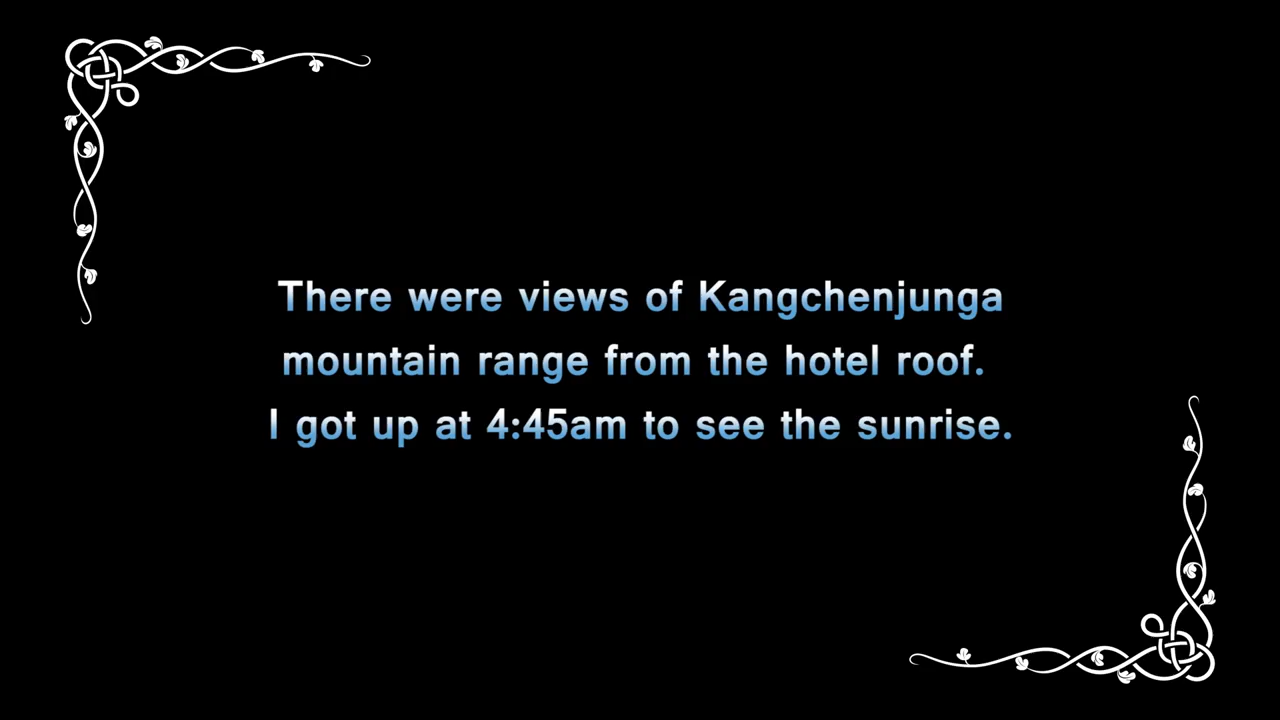 There were views of Kangchenjunga
mountain range from the hotel roof.
I got up at 4:45am to see the sunrise.